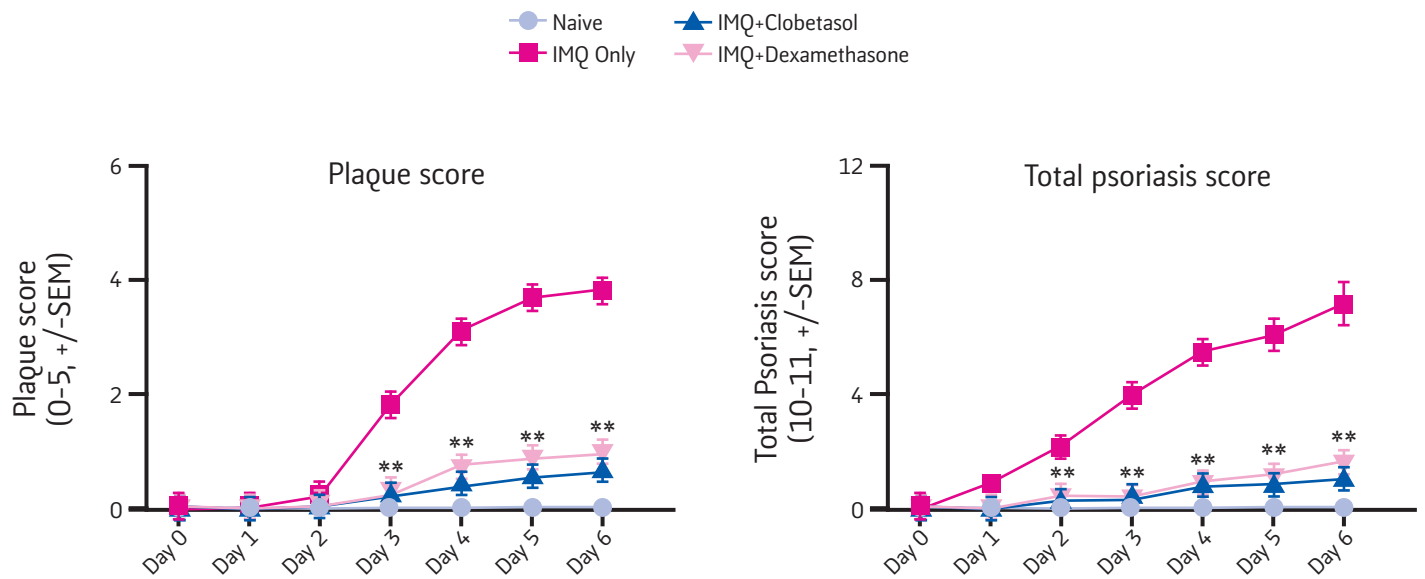 Naive
IMQ Only
IMQ+Clobetasol
IMQ+Dexamethasone
Plaque score
Plaque score
(0-5, +/-SEM)
6
4
2
0
**
**
**
**
Day 0
Day 1
Day 2
Day 3
Day 4
Day 5
Day 6
Total psoriasis score
Total Psoriasis score
(10-11, +/-SEM)
12
8
4
0
**
**
**
**
**
Day 0
Day 1
Day 2
Day 3
Day 4
Day 5
Day 6